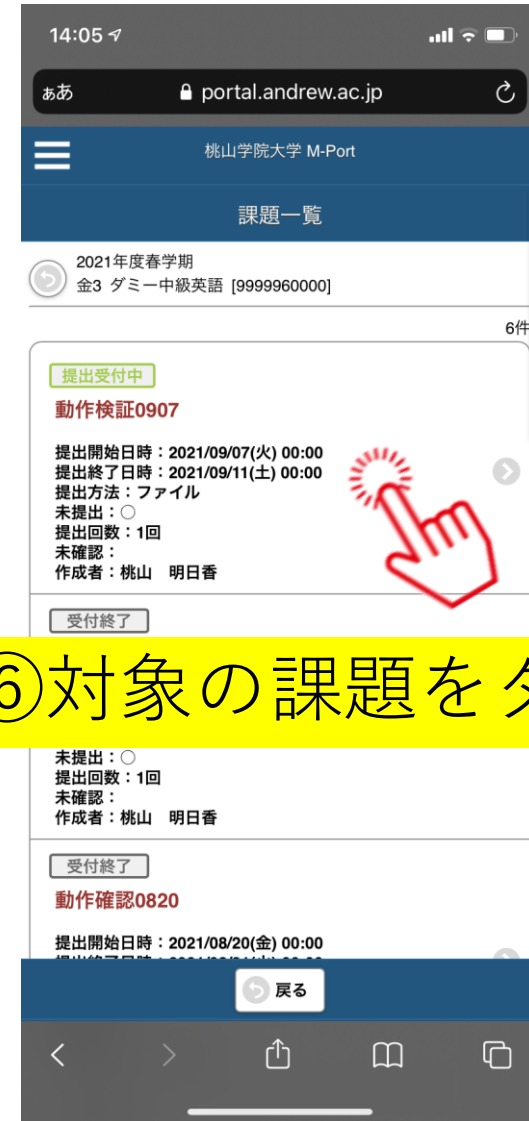 14:05
ぁあ portal.andrew.ac.jp
桃山学院大学 M-Port
課題一覧
2021年度春学期
金3 ダミー中級英語 [9999960000]
6件
提出受付中
動作検証0907
提出開始日時：2021/09/07(火) 00:00
提出終了日時：2021/09/11(土) 00:00
提出方法：ファイル
未提出：○
提出回数：1回
未確認：
作成者：桃山 明日香
受付終了
⑥対象の課題をタ
未提出：○
提出回数：1回
未確認：
作成者：桃山 明日香
受付終了
動作確認0820
提出開始日時：2021/08/20(金) 00:00
戻る